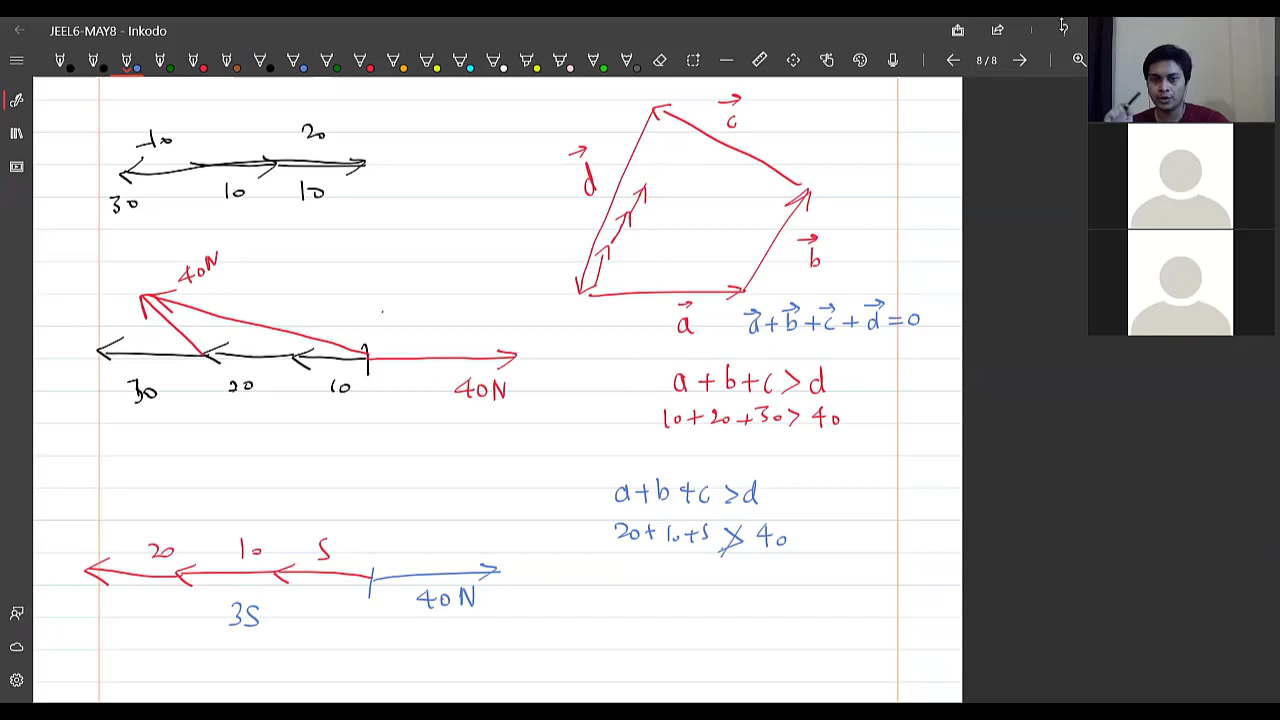 JEEL6-MAY8 - Inkodo
8/8
-10
20
30
10
10
c
d
b
a
a + b + c + d = 0
40N
30
20
10
40N
a + b + c > d
10 + 20 + 30 > 40
a + b + c > d
20 + 10 + 5 ≯ 40
20
10
5
35
40N